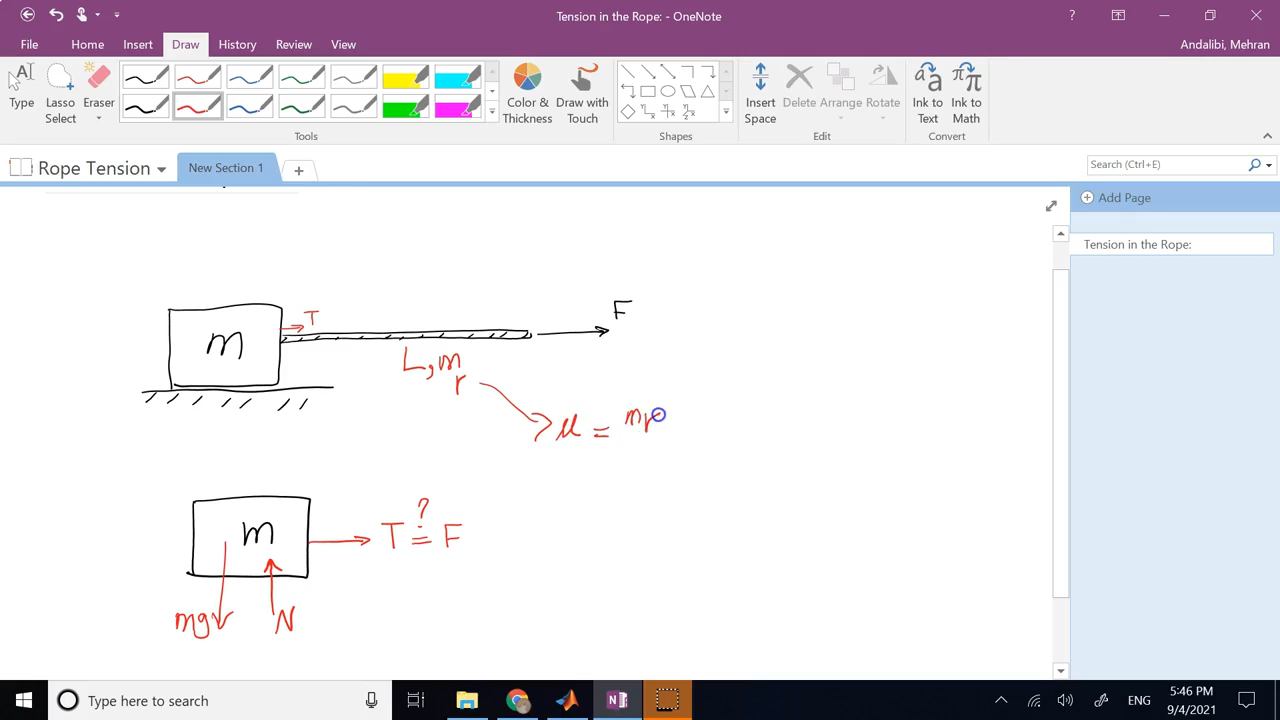 Tension in the Rope: - OneNote
?
File
Home
Insert
Draw
History
Review
View
Andalibi, Mehran
Type
Lasso Select
Eraser
Color & Thickness
Draw with Touch
Insert Space
Delete
Arrange
Rotate
Ink to Text
Ink to Math
Tools
Shapes
Edit
Convert
Rope Tension
New Section 1
+
Search (Ctrl+E)
Add Page
Tension in the Rope:
F
T
m
L, m
r
μ = mr
?
m
T = F
mg
N
Type here to search
ENG
5:46 PM
9/4/2021